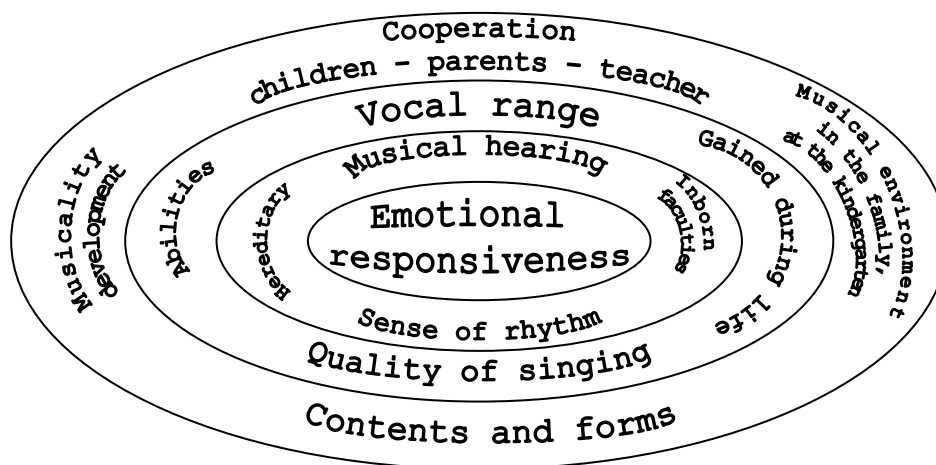 Cooperation
children - parents - teacher
Musical environment
in the family,
at the kindergarten
Musicality
development
Vocal range
Abilities
Gained during life
Musical hearing
Hereditary
Inborn
faculties
Emotional
responsiveness
Sense of rhythm
Quality of singing
Contents and forms